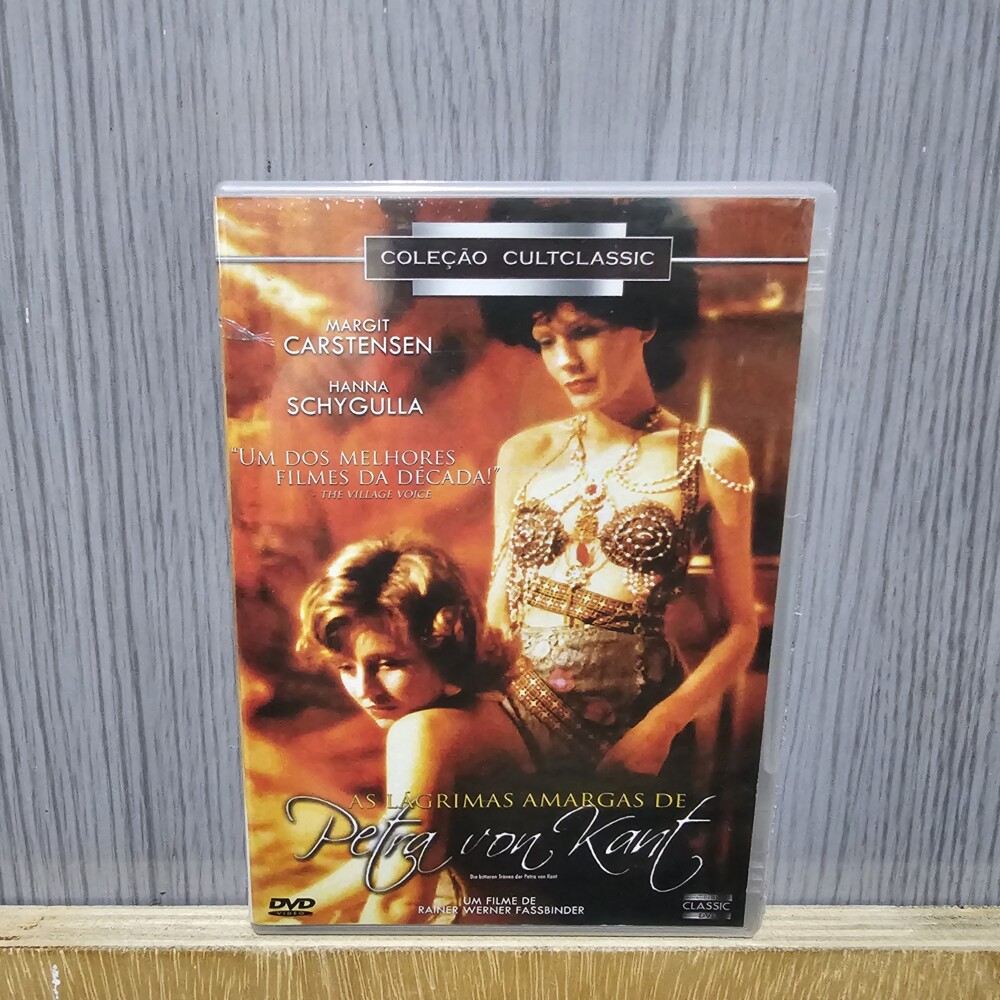 COLEÇÃO CULTCLASSIC
MARGIT
CARSTENSEN
HANNA
SCHYGULLA
"UM DOS MELHORES
FILMES DA DÉCADA!"
- THE VILLAGE VOICE
AS LÁGRIMAS AMARGAS DE
Petra von Kant
Die bitteren Tränen der Petra von Kant
UM FILME DE
RAINER WERNER FASSBINDER
DVD
VIDEO
CLASSIC
DVD